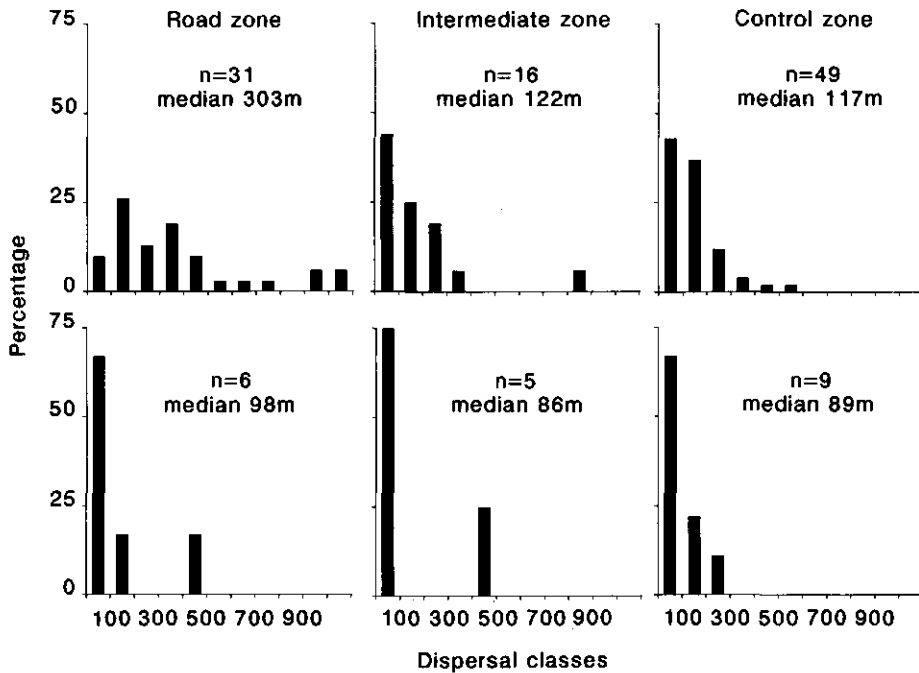 Road zone
Intermediate zone
Control zone
75
50
25
0
n=31
median 303m
n=16
median 122m
n=49
median 117m
Percentage
75
50
25
0
n=6
median 98m
n=5
median 86m
n=9
median 89m
100 300 500 700 900
100 300 500 700 900
100 300 500 700 900
Dispersal classes